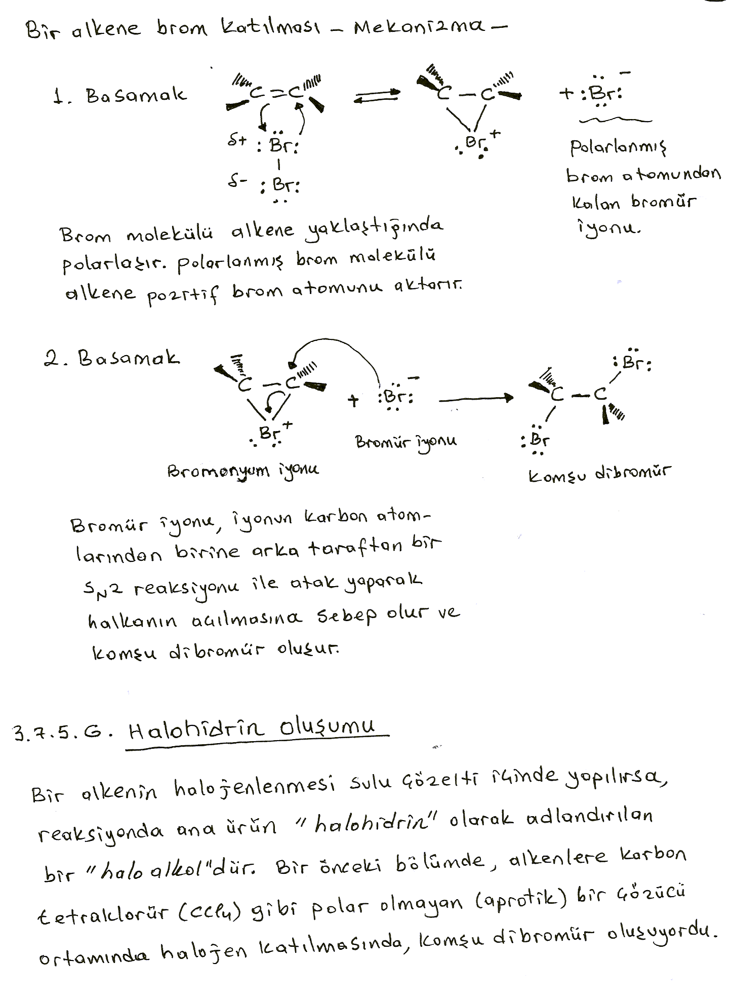 Bir alkene brom katılması – Mekanizma –
1. Basamak
C = C
δ+ :Br:
δ- :Br:
C – C
Br+
+ :Br:-
Polarlanmış
brom atomundan
kalan bromür
iyonu.
Brom molekülü alkene yaklaştığında
polarlaşır. Polarlanmış brom molekülü
alkene pozitif brom atomunu aktarır.
2. Basamak
C – C
Br+
+ :Br:-
C – C
:Br:
:Br
Bromonyum iyonu
Bromür iyonu
Komşu dibromür
Bromür iyonu, iyonun karbon atom-
larından birine arka taraftan bir
SN2 reaksiyonu ile atak yaparak
halkanın açılmasına sebep olur ve
komşu dibromür oluşur.
3.7.5.G. Halohidrin oluşumu
Bir alkenin halojenlenmesi sulu çözelti içinde yapılırsa,
reaksiyonda ana ürün "halohidrin" olarak adlandırılan
bir "halo alkol"dür. Bir önceki bölümde, alkenlere karbon
tetraklorür (CCl4) gibi polar olmayan (aprotik) bir çözücü
ortamında halojen katılmasında, komşu dibromür oluşuyordu.